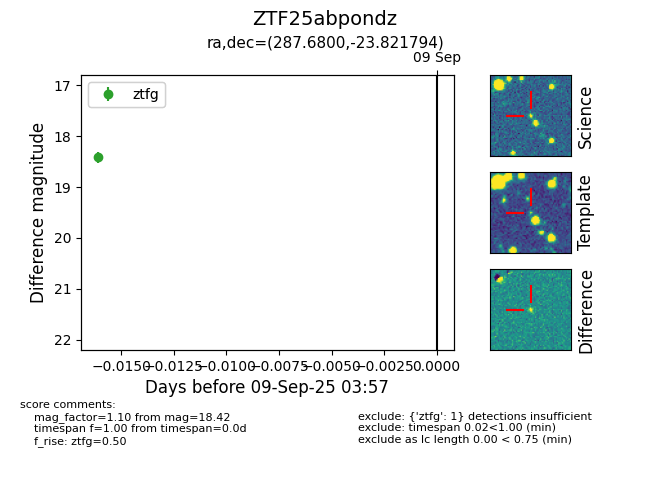 ZTF25abpondz
ra,dec=(287.6800,-23.821794)
09 Sep
ztfg
17
18
19
20
21
22
Difference magnitude
−0.0150
−0.0125
−0.0100
−0.0075
−0.0050
−0.0025
0.0000
Days before 09-Sep-25 03:57
Science
Template
Difference
score comments:
mag_factor=1.10 from mag=18.42
timespan f=1.00 from timespan=0.0d
f_rise: ztfg=0.50
exclude: {'ztfg': 1} detections insufficient
exclude: timespan 0.02<1.00 (min)
exclude as lc length 0.00 < 0.75 (min)